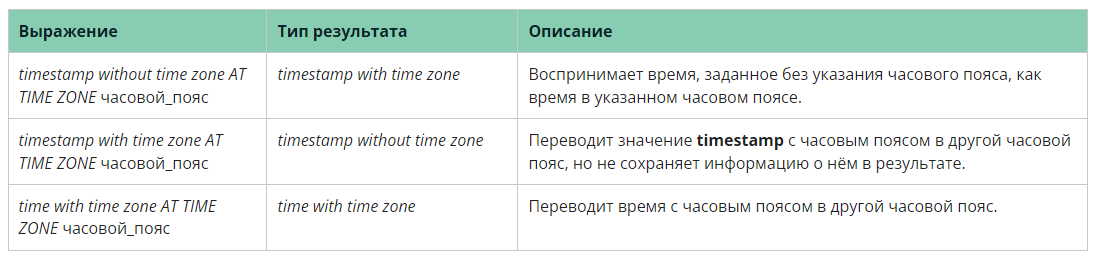 Выражение Тип результата Описание
timestamp without time zone AT timestamp with time zone Воспринимает время, заданное без указания часового пояса, как
TIME ZONE часовой_пояс время в указанном часовом поясе.
timestamp with time zone AT timestamp without time zone Переводит значение timestamp с часовым поясом в другой часовой
TIME ZONE часовой_пояс пояс, но не сохраняет информацию о нём в результате.
time with time zone AT TIME time with time zone Переводит время с часовым поясом в другой часовой пояс.
ZONE часовой_пояс